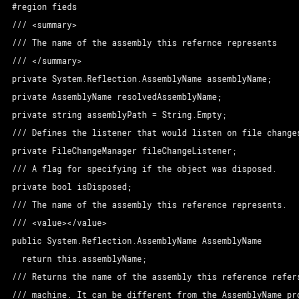 #region fieds
/// <summary>
/// The name of the assembly this refernce represents
/// </summary>
private System.Reflection.AssemblyName assemblyName;
private AssemblyName resolvedAssemblyName;
private string assemblyPath = String.Empty;
/// Defines the listener that would listen on file changes
private FileChangeManager fileChangeListener;
/// A flag for specifying if the object was disposed.
private bool isDisposed;
/// The name of the assembly this reference represents.
/// <value></value>
public System.Reflection.AssemblyName AssemblyName
return this.assemblyName;
/// Returns the name of the assembly this reference refers
/// machine. It can be different from the AssemblyName pro